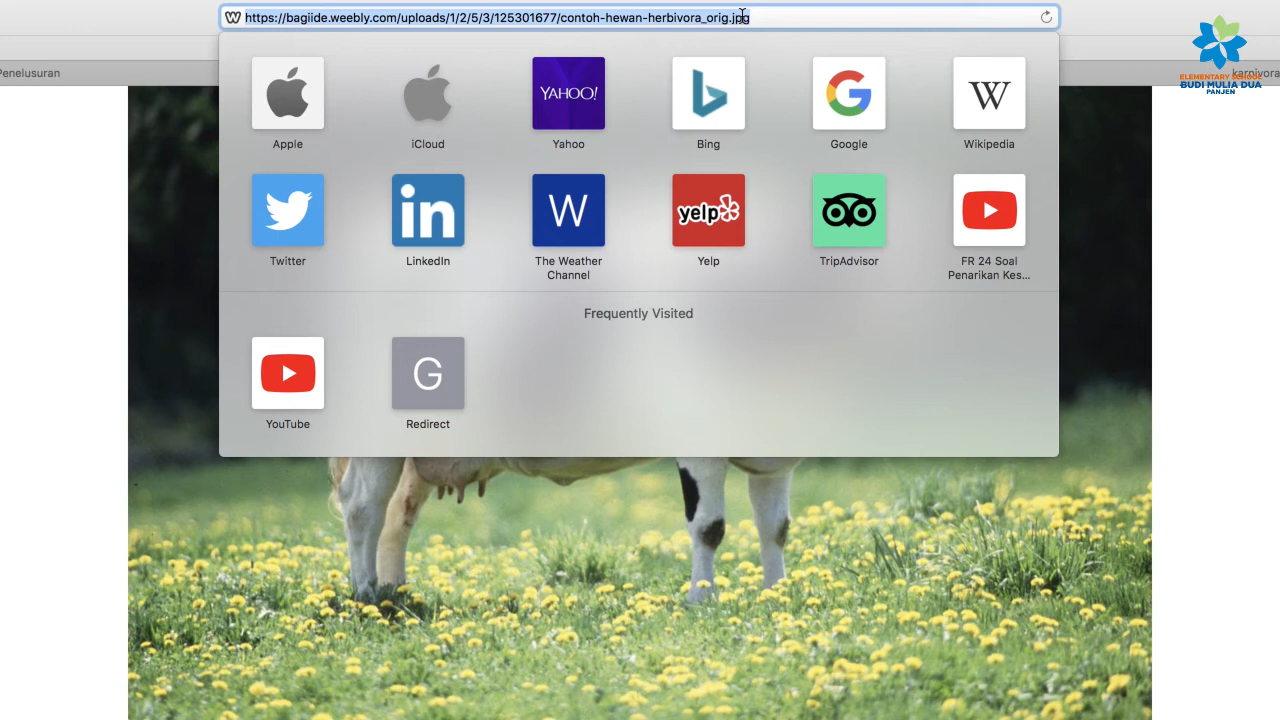 https://bagiide.weebly.com/uploads/1/2/5/3/125301677/contoh-hewan-herbivora_orig.jpg
Penelusuran
karnivora
ELEMENTARY SCHOOL
BUDI MULIA DUA
PANJEN
YAHOO!
W
Apple
iCloud
Yahoo
Bing
Google
Wikipedia
in
W
yelp
Twitter
LinkedIn
The Weather
Channel
Yelp
TripAdvisor
FR 24 Soal
Penarikan Kes...
Frequently Visited
G
YouTube
Redirect